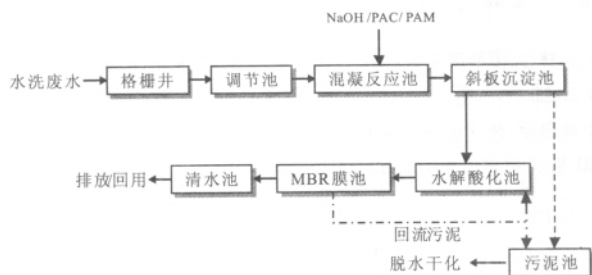 NaOH/PAC/PAM
水洗废水
格栅井
调节池
混凝反应池
斜板沉淀池
排放/回用
清水池
MBR膜池
水解酸化池
回流污泥
脱水干化
污泥池